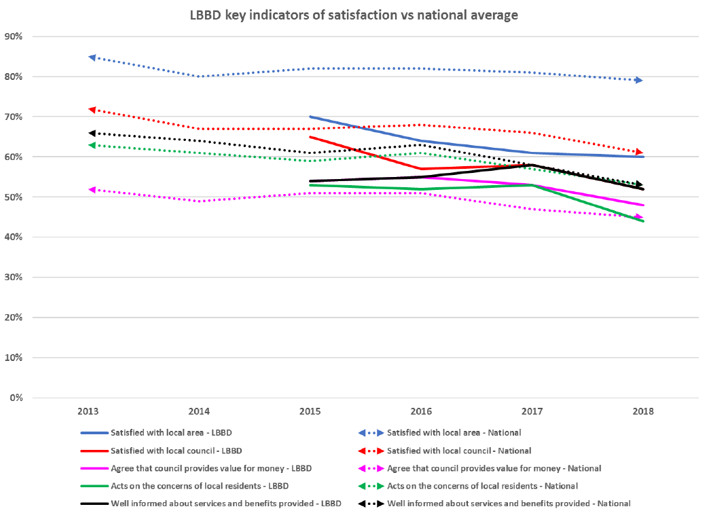 LBBD key indicators of satisfaction vs national average
90%
80%
70%
60%
50%
40%
30%
20%
10%
0%
2013 2014 2015 2016 2017 2018
Satisfied with local area - LBBD Satisfied with local area - National
Satisfied with local council - LBBD Satisfied with local council - National
Agree that council provides value for money - LBBD Agree that council provides value for money - National
Acts on the concerns of local residents - LBBD Acts on the concerns of local residents - National
Well informed about services and benefits provided - LBBD Well informed about services and benefits provided - National